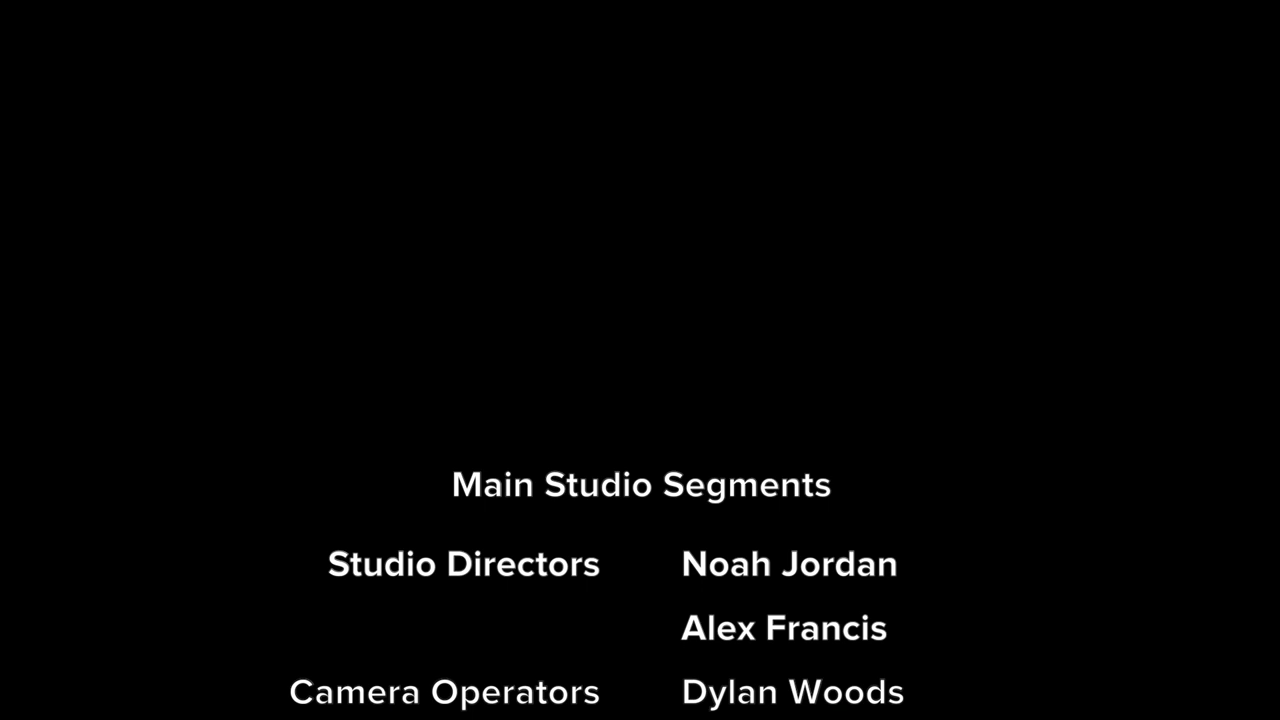 Main Studio Segments
Studio Directors Noah Jordan
Alex Francis
Camera Operators Dylan Woods